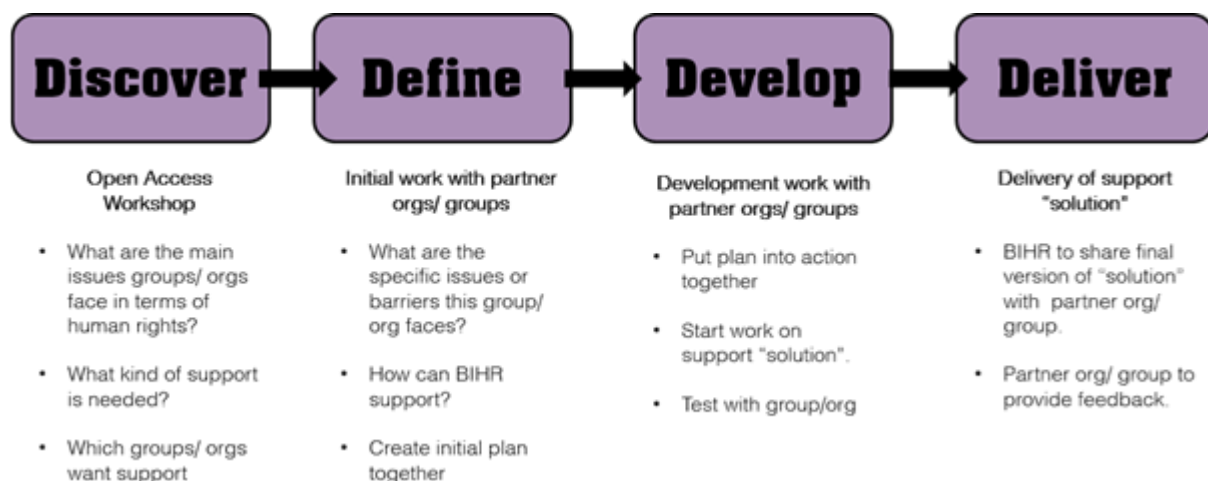 Discover
Define
Develop
Deliver
Open Access
Workshop
• What are the main
issues groups/ orgs
face in terms of
human rights?
• What kind of support
is needed?
• Which groups/ orgs
want support
Initial work with partner
orgs/ groups
• What are the
specific issues or
barriers this group/
org faces?
• How can BIHR
support?
• Create initial plan
together
Development work with
partner orgs/ groups
• Put plan into action
together
• Start work on
support “solution”.
• Test with group/org
Delivery of support
“solution”
• BIHR to share final
version of “solution”
with partner org/
group.
• Partner org/ group to
provide feedback.